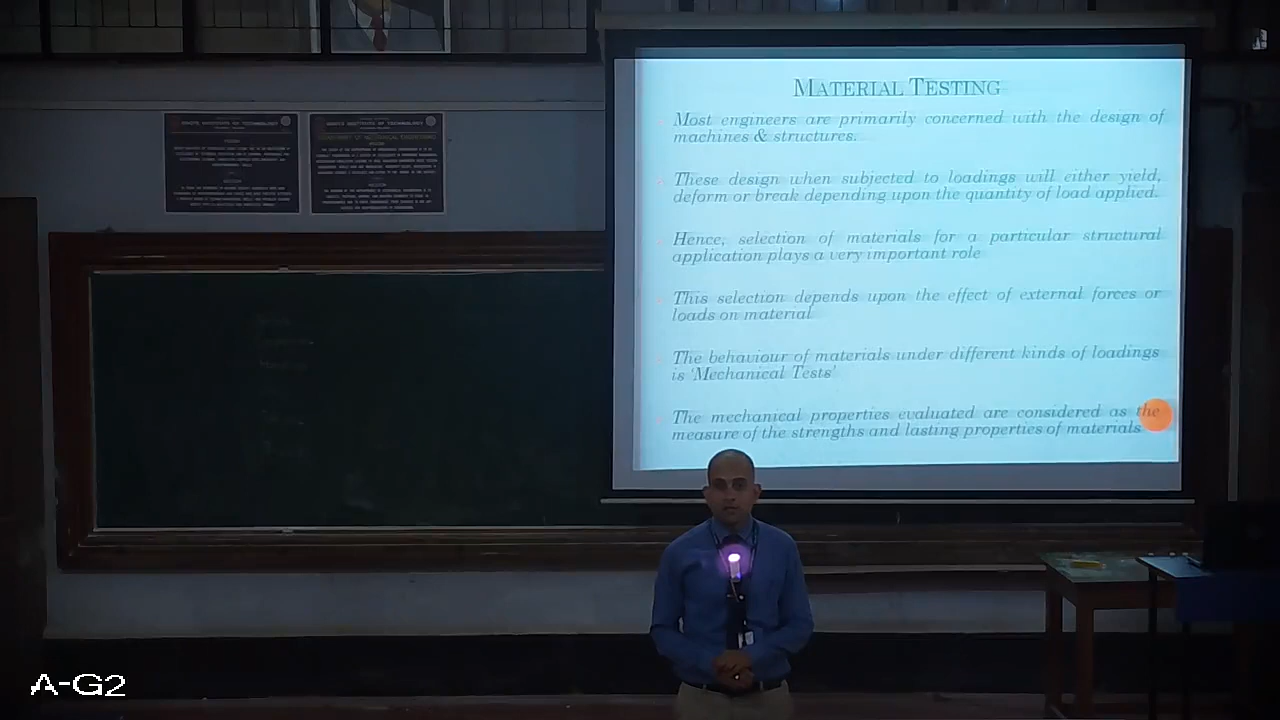 MATERIAL TESTING
Most engineers are primarily concerned with the design of
machines & structures.
These design when subjected to loadings will either yield,
deform or break depending upon the quantity of load applied.
Hence, selection of materials for a particular structural
application plays a very important role
This selection depends upon the effect of external forces or
loads on material
The behaviour of materials under different kinds of loadings
is 'Mechanical Tests'
The mechanical properties evaluated are considered as the
measure of the strengths and lasting properties of materials
A-G2